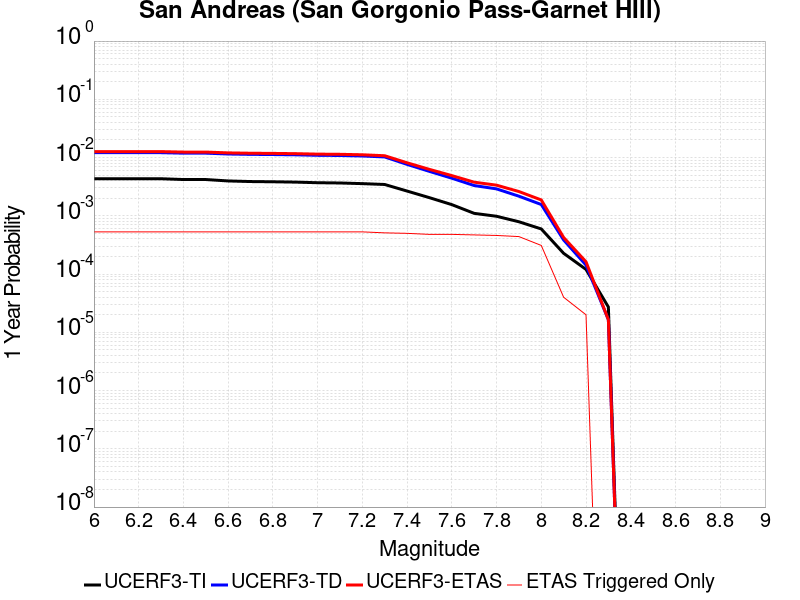 San Andreas (San Gorgonio Pass-Garnet HIll)
1 Year Probability
10^0
10^-1
10^-2
10^-3
10^-4
10^-5
10^-6
10^-7
10^-8
6 6.2 6.4 6.6 6.8 7 7.2 7.4 7.6 7.8 8 8.2 8.4 8.6 8.8 9
Magnitude
UCERF3-TI UCERF3-TD UCERF3-ETAS ETAS Triggered Only